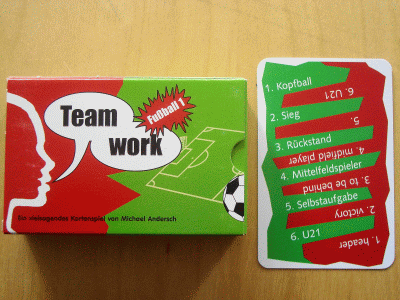 Team
work
Fußball 1
Ein vielsagendes Kartenspiel von Michael Andersch
1. Kopfball
2. Sieg
3. Rückstand
4. Mittelfeldspieler
5. Selbstaufgabe
6. U21
1. header
2. victory
3. to be behind
4. midfield player
5.
6. U21